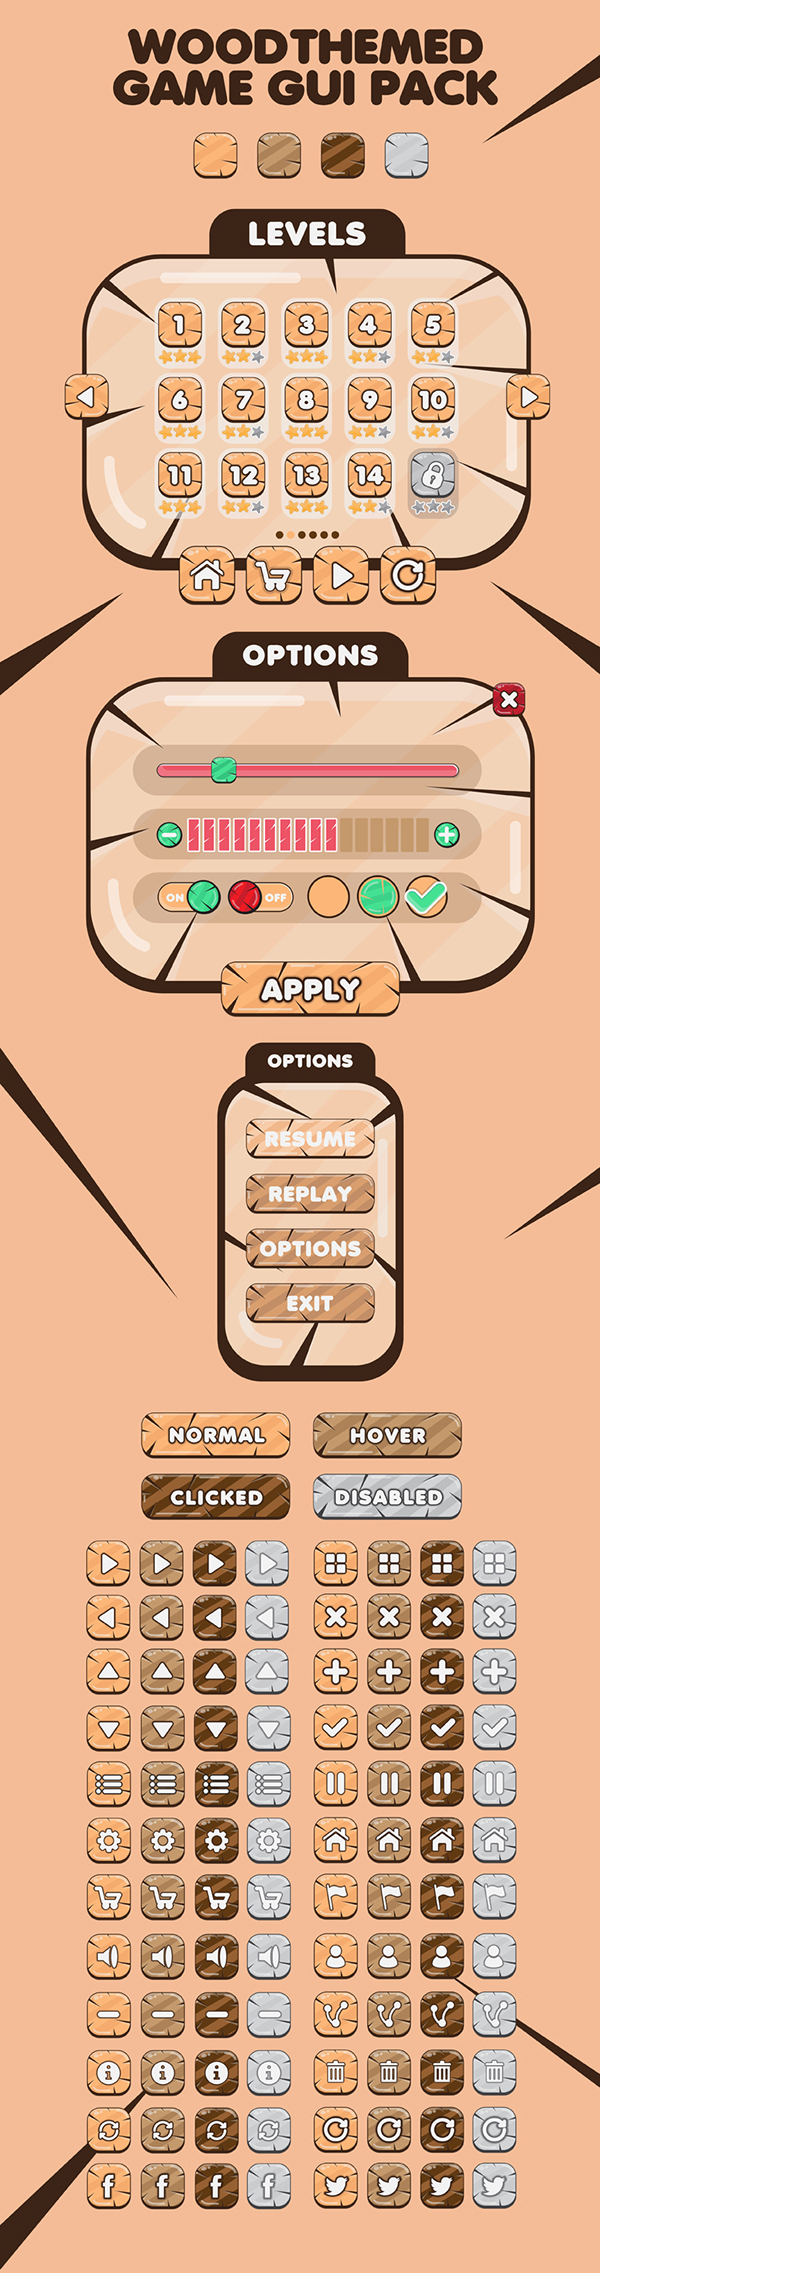 WOOD THEMED
GAME GUI PACK
LEVELS
1 2 3 4 5
6 7 8 9 10
11 12 13 14
OPTIONS
ON OFF
APPLY
OPTIONS
RESUME
REPLAY
OPTIONS
EXIT
NORMAL HOVER
CLICKED DISABLED
i i i i
f f f f